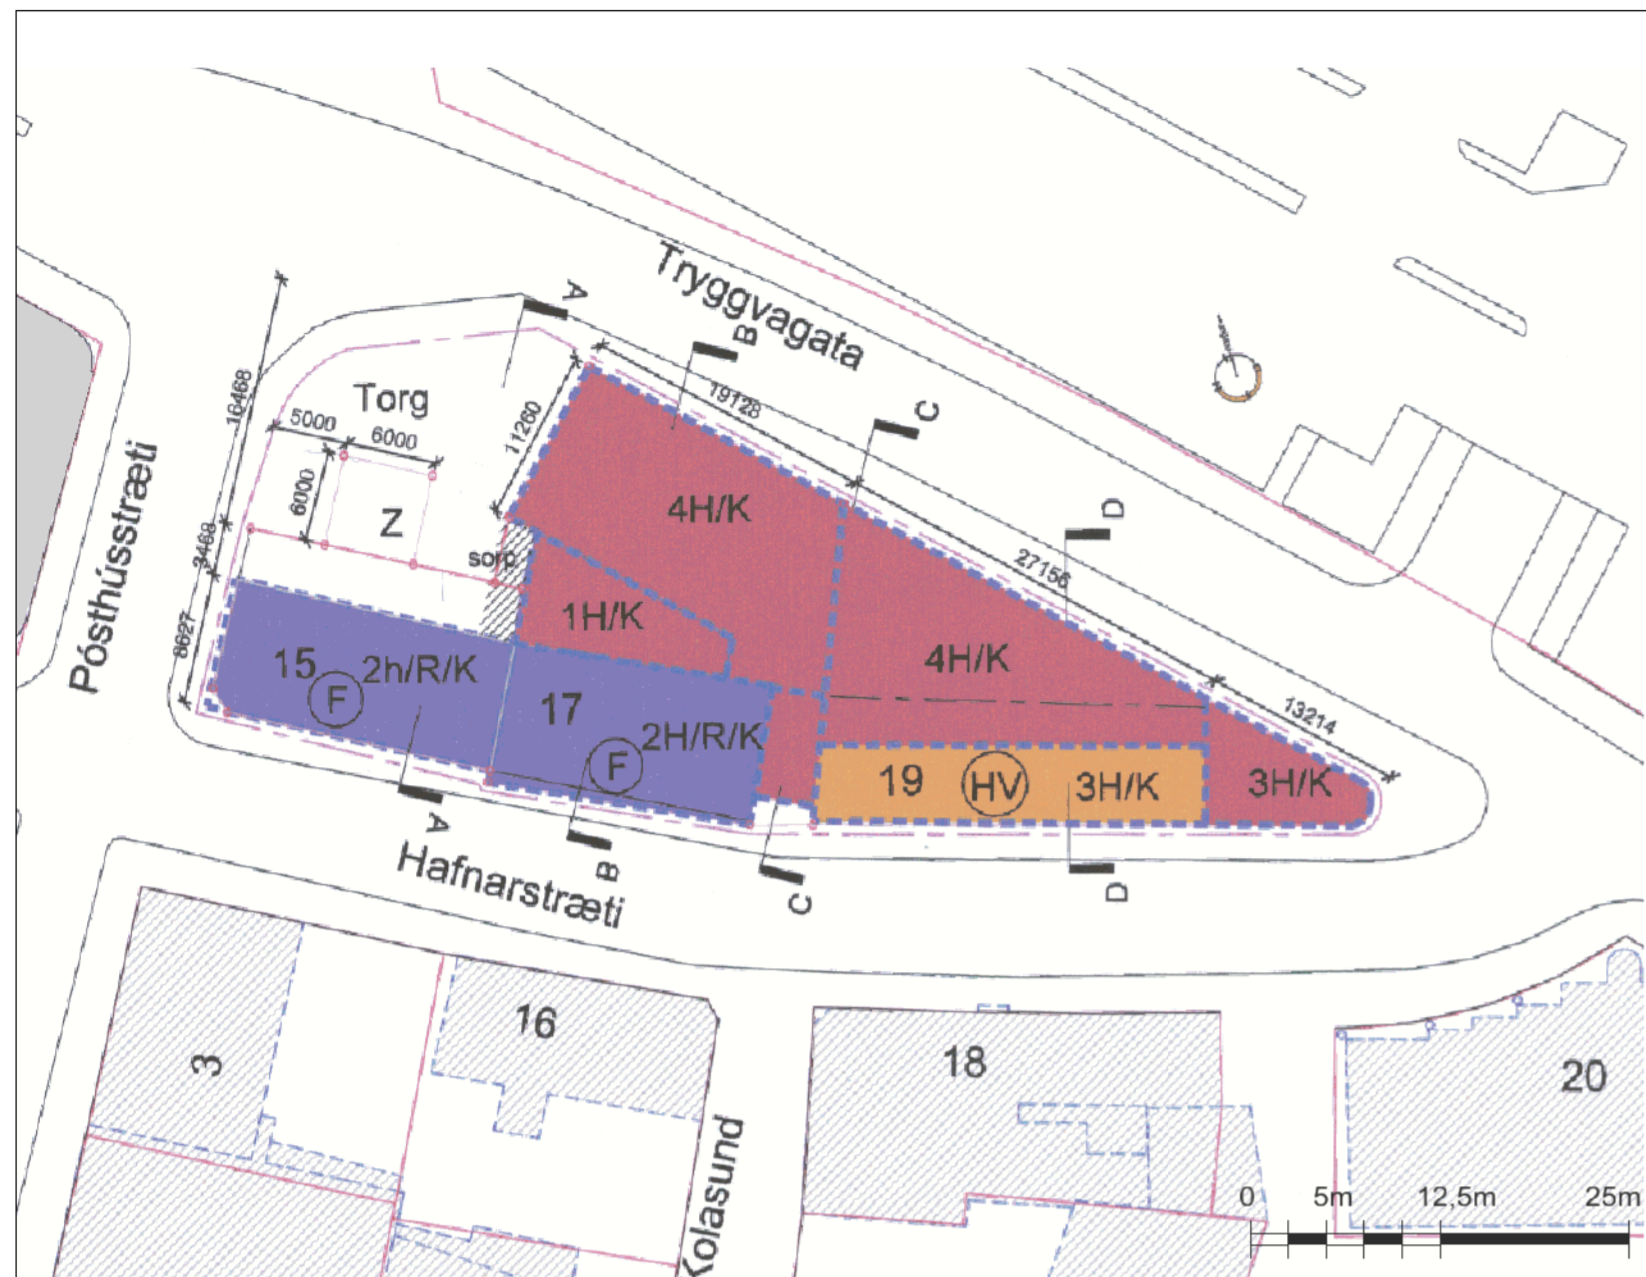 Tryggvagata
A
B
19128
C
16468
Torg
5000
6000
11260
6000
Z
4H/K
D
27156
3468
sorp
1H/K
4H/K
Pósthússtræti
8627
15
F
2h/R/K
17
F
2H/R/K
13214
19
HV
3H/K
3H/K
A
B
C
D
Hafnarstræti
3
16
18
20
Kolasund
0 5m 12,5m 25m